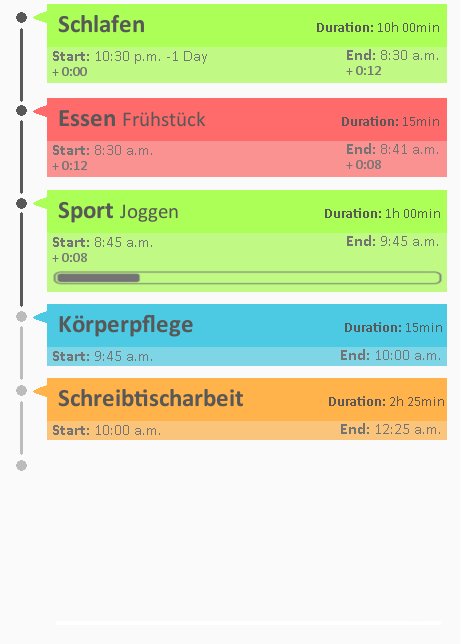 Schlafen Duration: 10h 00min
Start: 10:30 p.m. -1 Day End: 8:30 a.m.
+ 0:00 + 0:12
Essen Frühstück Duration: 15min
Start: 8:30 a.m. End: 8:41 a.m.
+ 0:12 + 0:08
Sport Joggen Duration: 1h 00min
Start: 8:45 a.m. End: 9:45 a.m.
+ 0:08
Körperpflege Duration: 15min
Start: 9:45 a.m. End: 10:00 a.m.
Schreibtischarbeit Duration: 2h 25min
Start: 10:00 a.m. End: 12:25 a.m.